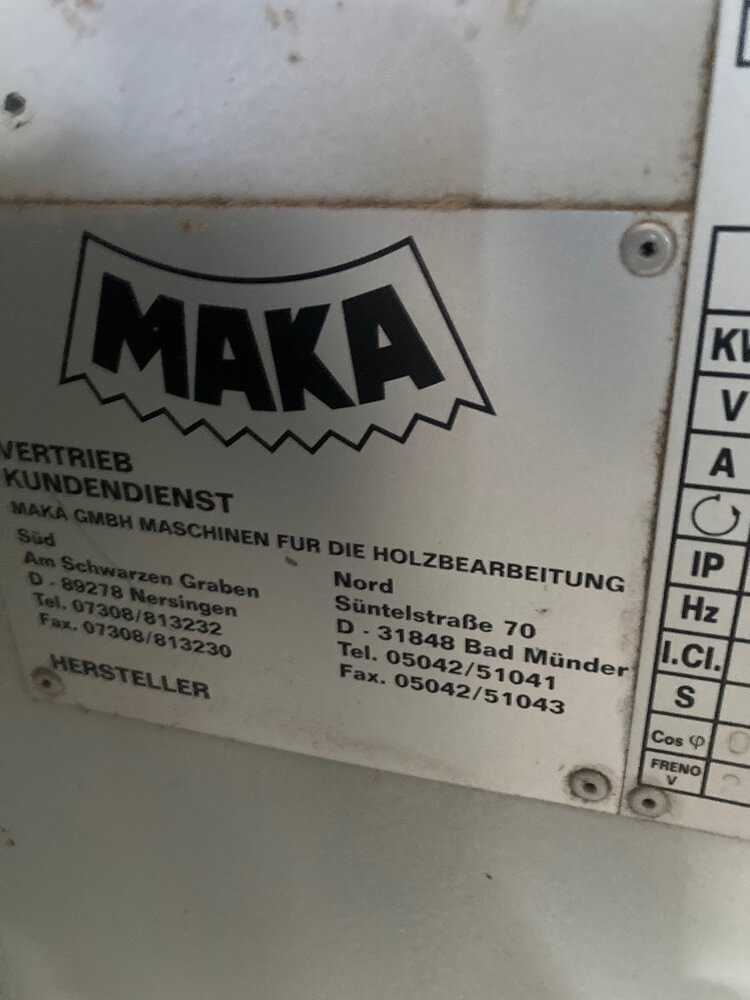 MAKA
VERTRIEB
KUNDENDIENST
MAKA GMBH MASCHINEN FUR DIE HOLZBEARBEITUNG
Süd
Am Schwarzen Graben
D - 89278 Nersingen
Tel. 07308/813232
Fax. 07308/813230
Nord
Süntelstraße 70
D - 31848 Bad Münder
Tel. 05042/51041
Fax. 05042/51043
HERSTELLER
V
A
IP
Hz
I.Cl.
S
Cos φ
FRENO
V